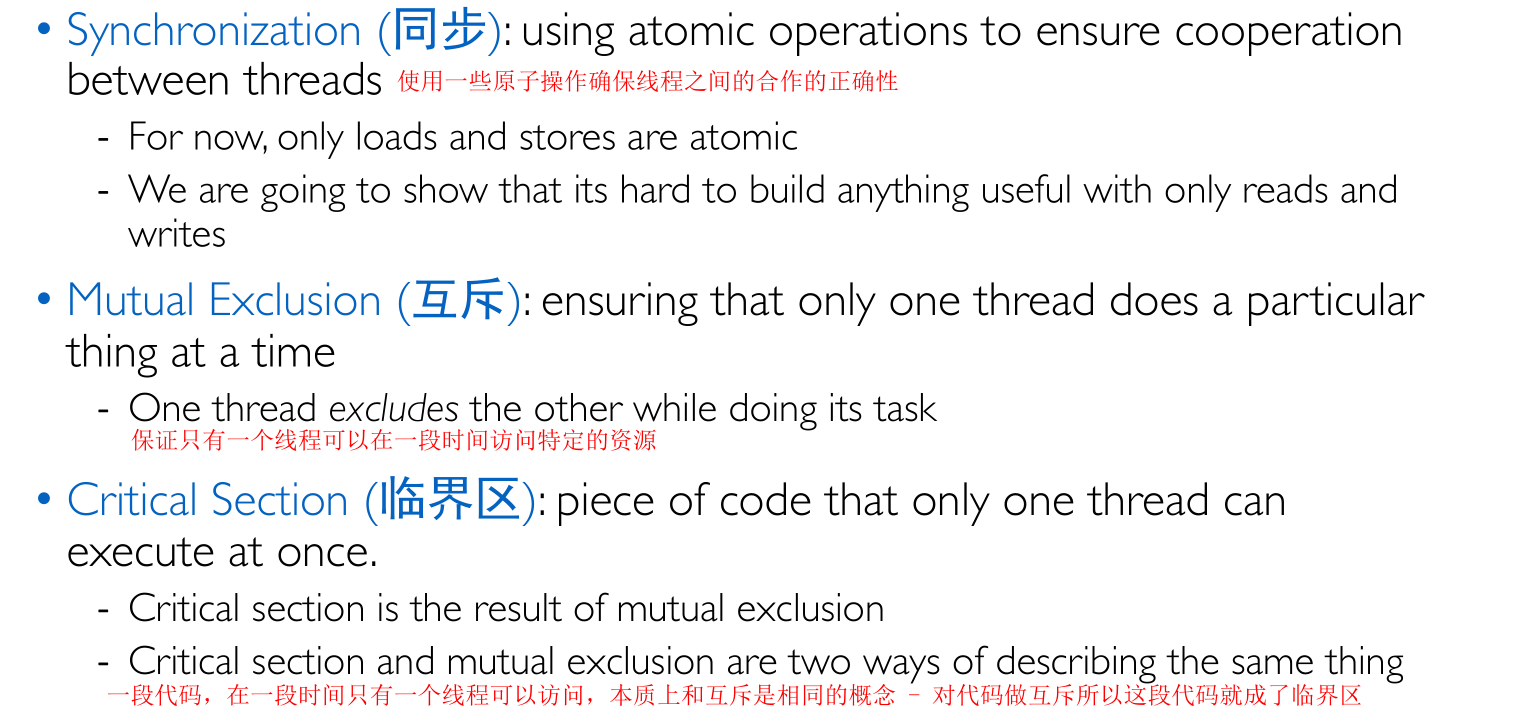 • Synchronization (同步): using atomic operations to ensure cooperation
between threads 使用一些原子操作确保线程之间的合作的正确性
- For now, only loads and stores are atomic
- We are going to show that its hard to build anything useful with only reads and
writes
• Mutual Exclusion (互斥): ensuring that only one thread does a particular
thing at a time
- One thread excludes the other while doing its task
保证只有一个线程可以在一段时间访问特定的资源
• Critical Section (临界区): piece of code that only one thread can
execute at once.
- Critical section is the result of mutual exclusion
- Critical section and mutual exclusion are two ways of describing the same thing
一段代码，在一段时间只有一个线程可以访问，本质上和互斥是相同的概念 - 对代码做互斥所以这段代码就成了临界区